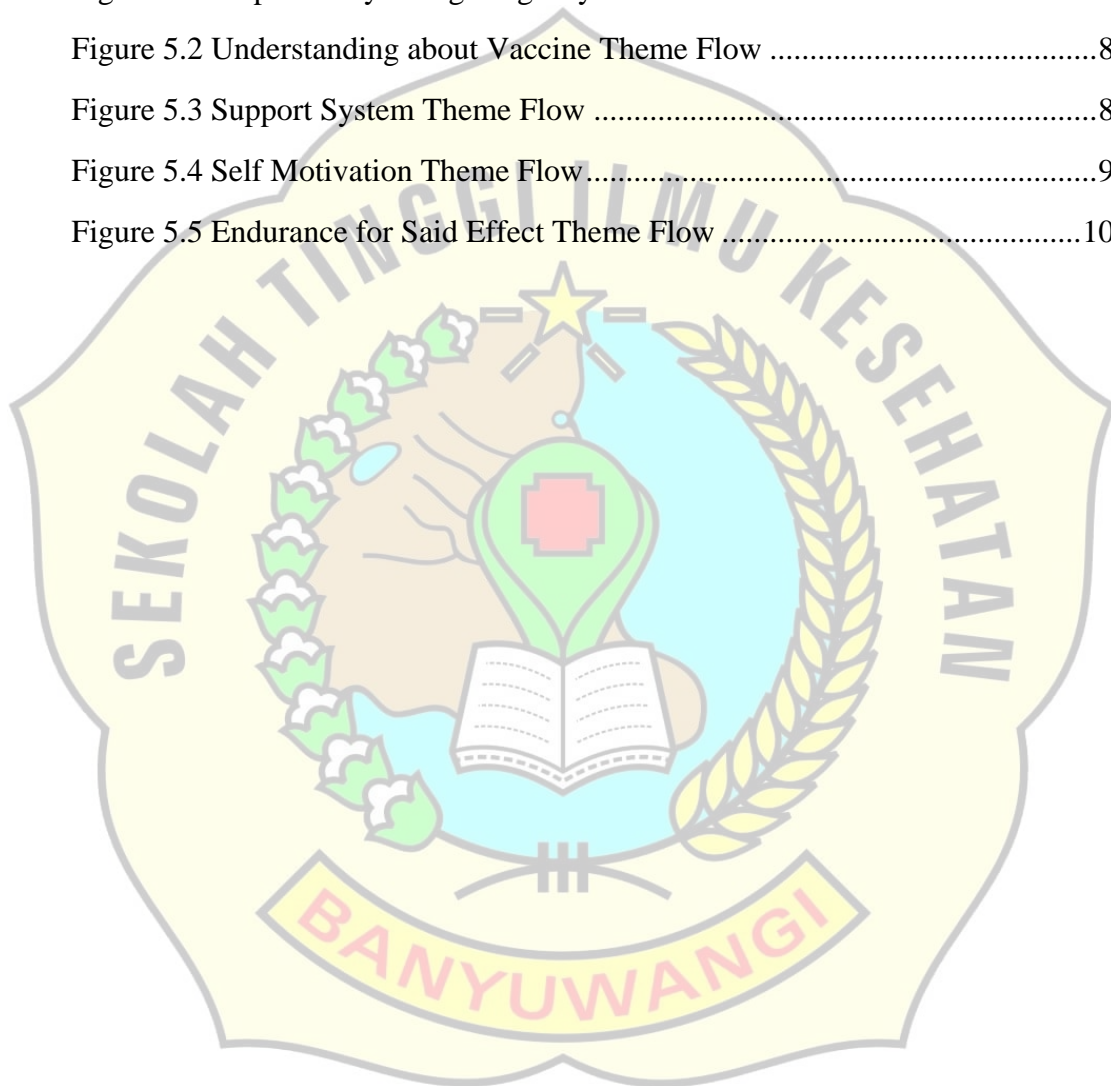 Figure 5.2 Understanding about Vaccine Theme Flow ....................................8
Figure 5.3 Support System Theme Flow ........................................................8
Figure 5.4 Self Motivation Theme Flow.........................................................9
Figure 5.5 Endurance for Said Effect Theme Flow ........................................10
SEKOLAH TINGGI ILMU KESEHATAN
BANYUWANGI